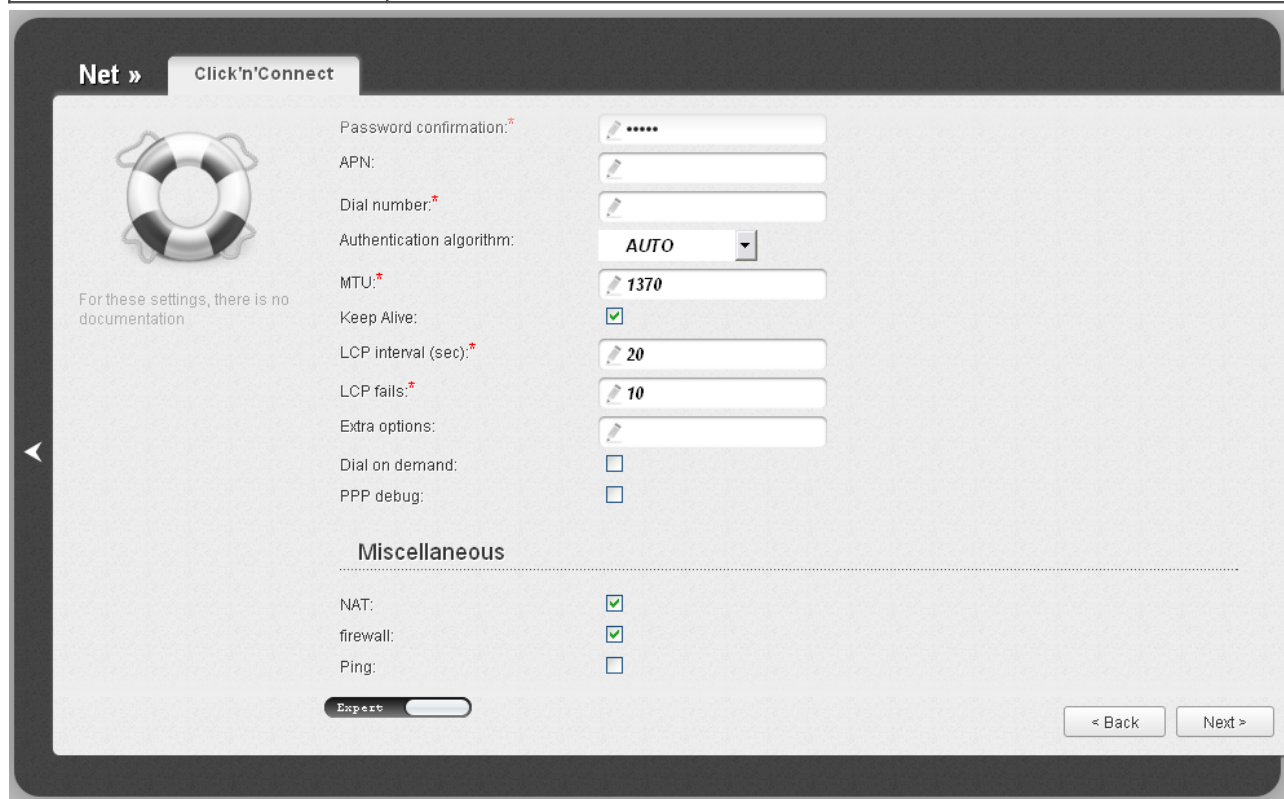 Net »
Click'n'Connect
Password confirmation:* •••••
APN:
Dial number:*
Authentication algorithm: AUTO
MTU:* 1370
For these settings, there is no
documentation
Keep Alive:
LCP interval (sec):* 20
LCP fails:* 10
Extra options:
Dial on demand:
PPP debug:
Miscellaneous
NAT:
firewall:
Ping:
Expert
< Back Next >